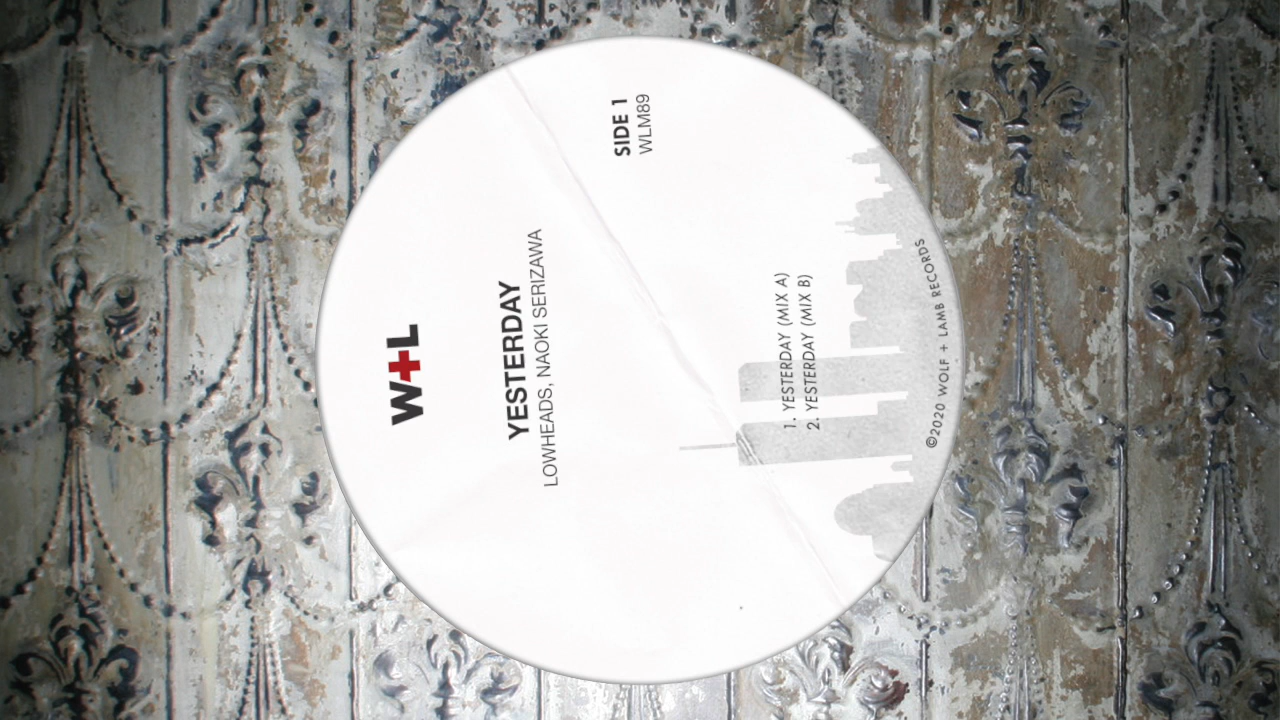 W+L
SIDE 1
WLM89
YESTERDAY
LOWHEADS, NAOKI SERIZAWA
1. YESTERDAY (MIX A)
2. YESTERDAY (MIX B)
©2020 WOLF + LAMB RECORDS